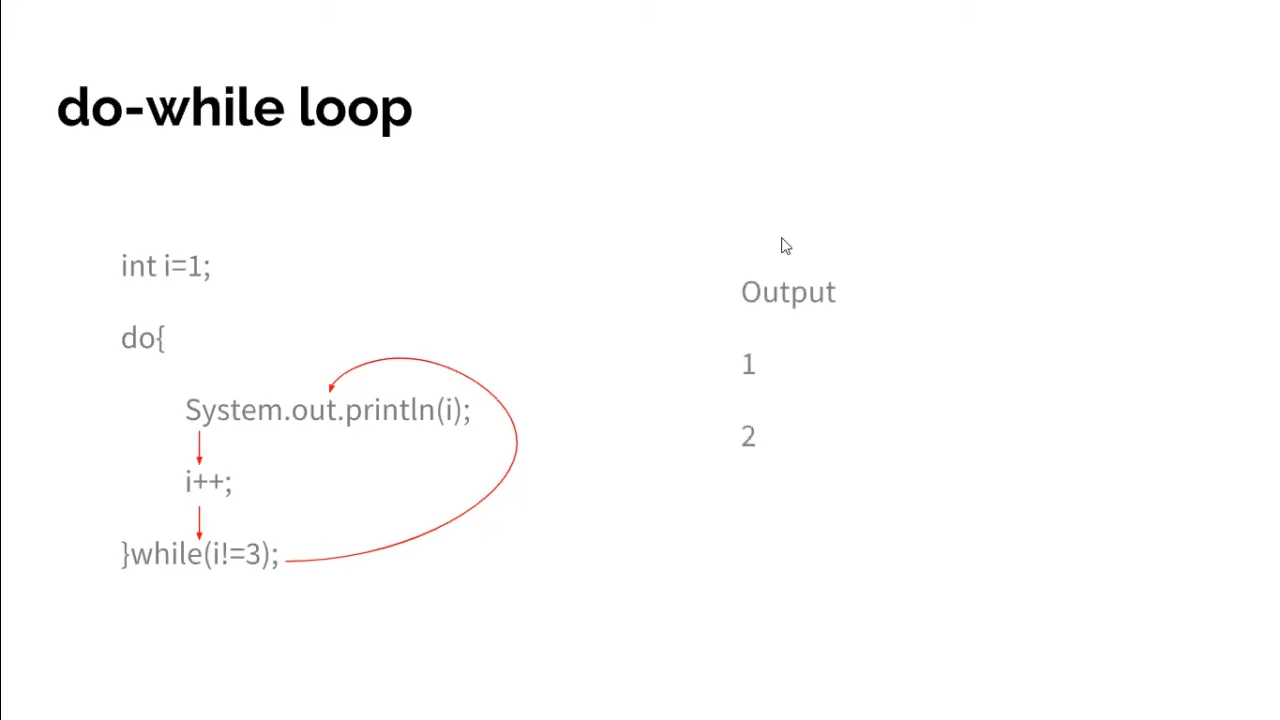 do-while loop
int i=1;
do{
System.out.println(i);
i++;
}while(i!=3);
Output
1
2